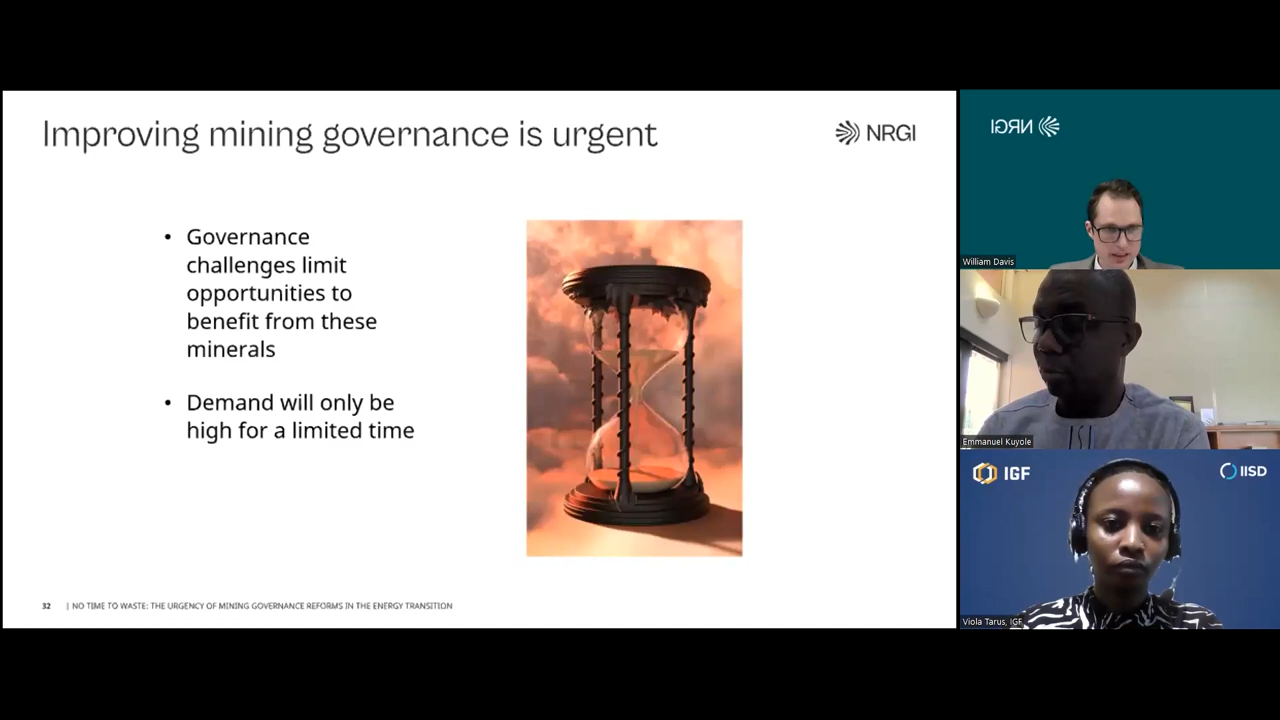 Improving mining governance is urgent
NRGI
• Governance
challenges limit
opportunities to
benefit from these
minerals
• Demand will only be
high for a limited time
32 | NO TIME TO WASTE: THE URGENCY OF MINING GOVERNANCE REFORMS IN THE ENERGY TRANSITION
NRGI
William Davis
Emmanuel Kuyole
IGF
IISD
Viola Tarus, IGF